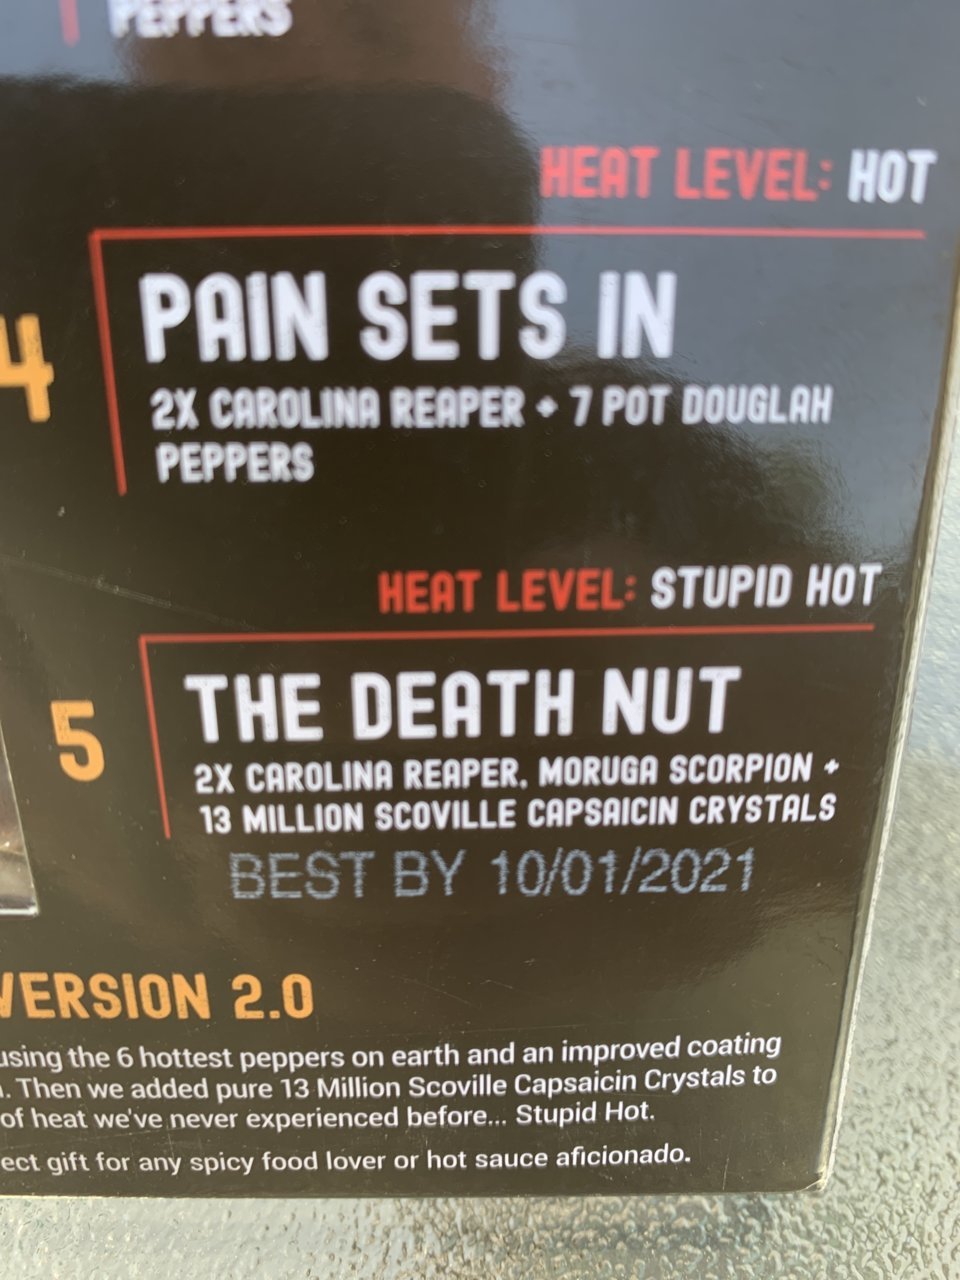 PEPPERS
HEAT LEVEL: HOT
4
PAIN SETS IN
2X CAROLINA REAPER + 7 POT DOUGLAH
PEPPERS
HEAT LEVEL: STUPID HOT
5
THE DEATH NUT
2X CAROLINA REAPER, MORUGA SCORPION +
13 MILLION SCOVILLE CAPSAICIN CRYSTALS
BEST BY 10/01/2021
VERSION 2.0
using the 6 hottest peppers on earth and an improved coating
. Then we added pure 13 Million Scoville Capsaicin Crystals to
of heat we've never experienced before... Stupid Hot.
ect gift for any spicy food lover or hot sauce aficionado.